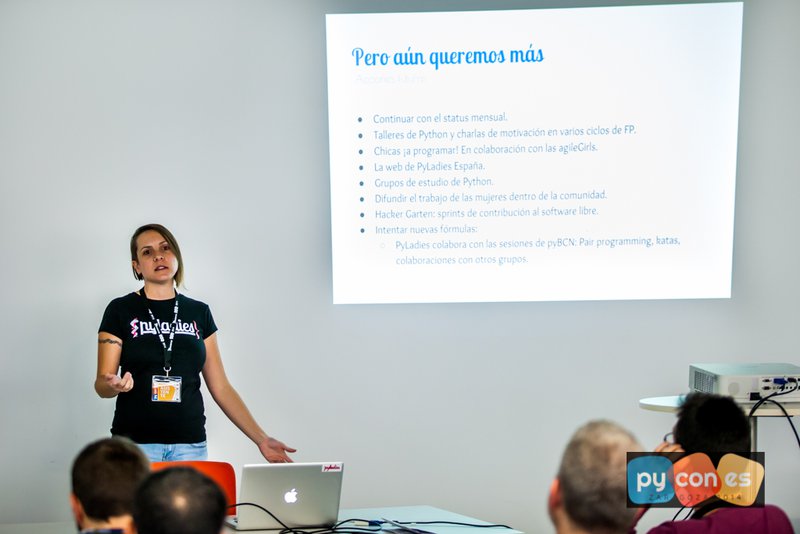 Pero aún queremos más
Continuar con el status mensual.
Talleres de Python y charlas de motivación en varios ciclos de FP.
Chicas ¡a programar! En colaboración con las agileGirls.
La web de PyLadies España.
Grupos de estudio de Python.
Difundir el trabajo de las mujeres dentro de la comunidad.
Hacker Garten: sprints de contribución al software libre.
Intentar nuevas fórmulas:
PyLadies colabora con las sesiones de pyBCN: Pair programming, katas,
colaboraciones con otros grupos.
pyladies
pyladies
py con es
ZARAGOZA 2014